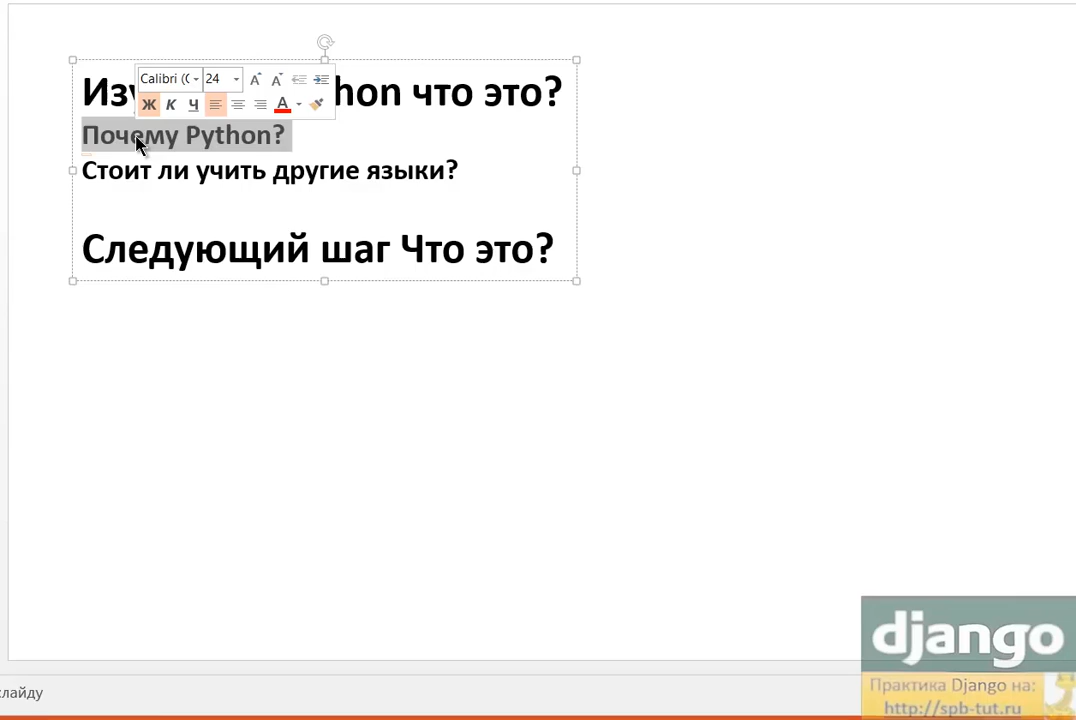 Calibri (С 24
Из hon что это?
Ж К Ч А
Почему Python?
Стоит ли учить другие языки?
Следующий шаг Что это?
django
Практика Django на:
http://spb-tut.ru
лайду